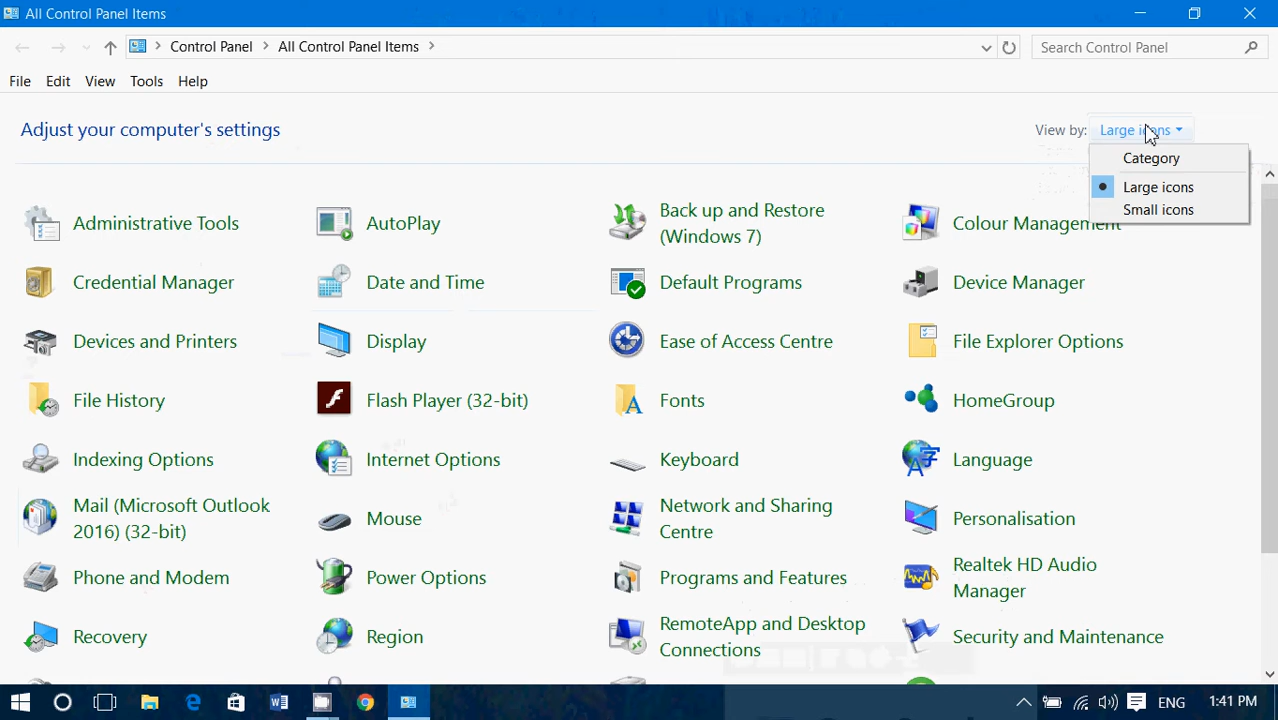 All Control Panel Items
Control Panel > All Control Panel Items >
Search Control Panel
File Edit View Tools Help
Adjust your computer's settings
View by: Large icons
Category
Large icons
Small icons
Administrative Tools
AutoPlay
Back up and Restore
(Windows 7)
Colour Management
Credential Manager
Date and Time
Default Programs
Device Manager
Devices and Printers
Display
Ease of Access Centre
File Explorer Options
File History
Flash Player (32-bit)
Fonts
HomeGroup
Indexing Options
Internet Options
Keyboard
Language
Mail (Microsoft Outlook
2016) (32-bit)
Mouse
Network and Sharing
Centre
Personalisation
Phone and Modem
Power Options
Programs and Features
Realtek HD Audio
Manager
Recovery
Region
RemoteApp and Desktop
Connections
Security and Maintenance
ENG
1:41 PM